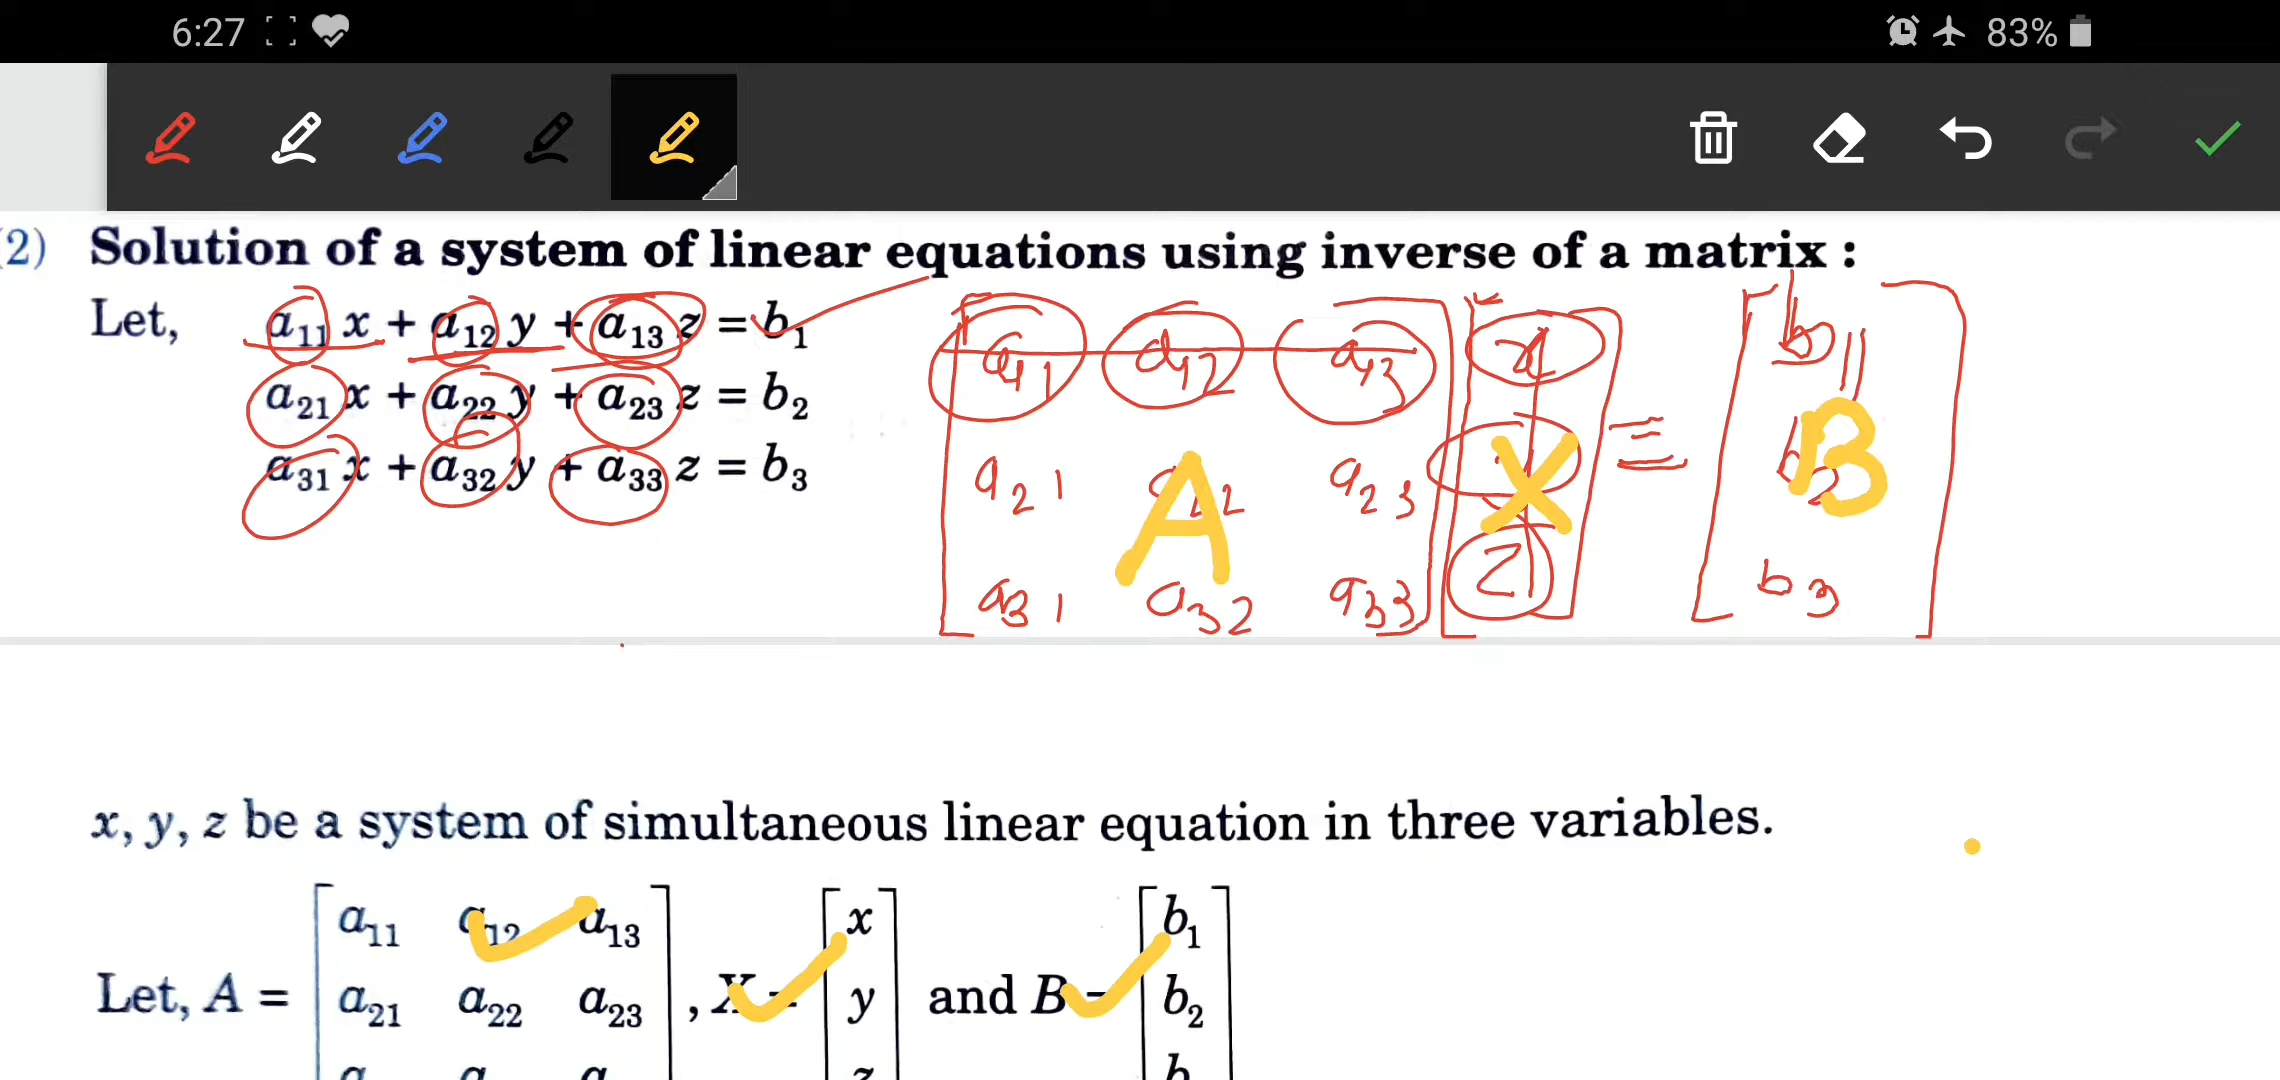 6:27 83%
(2) Solution of a system of linear equations using inverse of a matrix :
Let, a₁₁ x + a₁₂ y + a₁₃ z = b₁
a₂₁ x + a₂₂ y + a₂₃ z = b₂
a₃₁ x + a₃₂ y + a₃₃ z = b₃
a₁₁ a₁₂ a₁₃ x = b₁
a₂₁ a₂₃
a₃₁ a₃₂ a₃₃ z b₃
A X B
x, y, z be a system of simultaneous linear equation in three variables.
a₁₁ a₁₂ a₁₃ x b₁
Let, A = a₂₁ a₂₂ a₂₃ , X = y and B = b₂